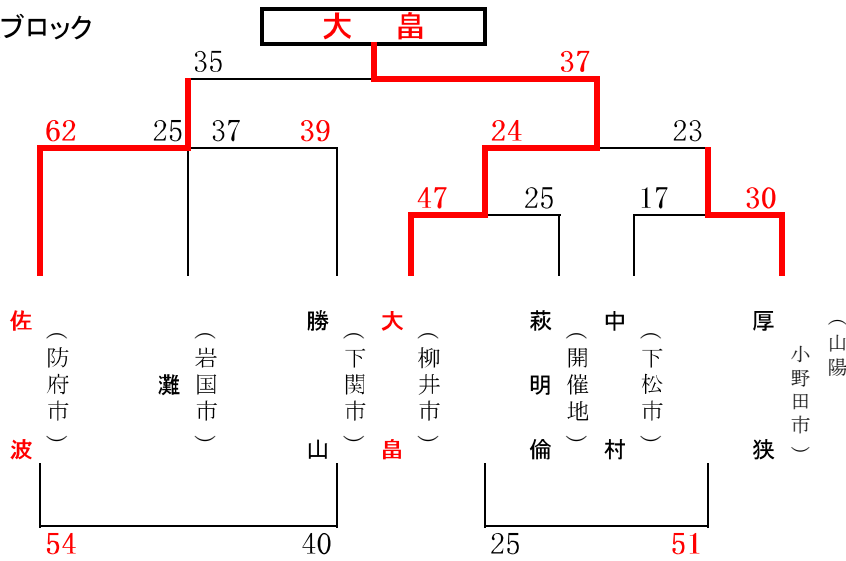 ブロック
大畠
35
37
62
25
37
39
24
23
47
25
17
30
佐波
（防府市）
灘
（岩国市）
勝山
（下関市）
大畠
（柳井市）
萩明倫
（開催地）
中村
（下松市）
厚狭
（山陽
小野田市）
54
40
25
51